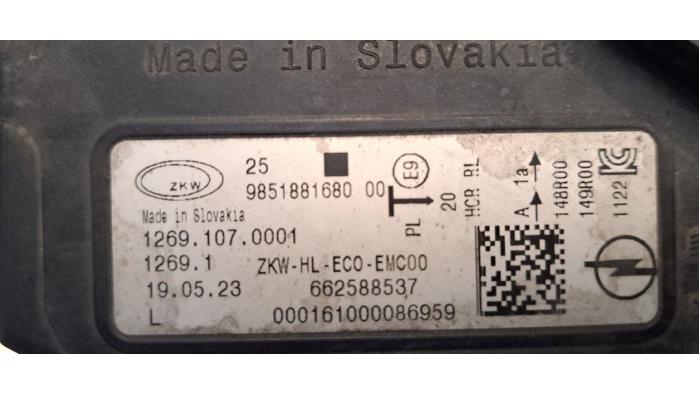 Made in Slovakia
ZKW
25
9851881680 00
E9
Made in Slovakia
1269.107.0001
1269.1 ZKW-HL-ECO-EMC00
19.05.23 662588537
L 000161000086959
PL
20
HCR RL
A 1a
148R00
149R00
1122
KC